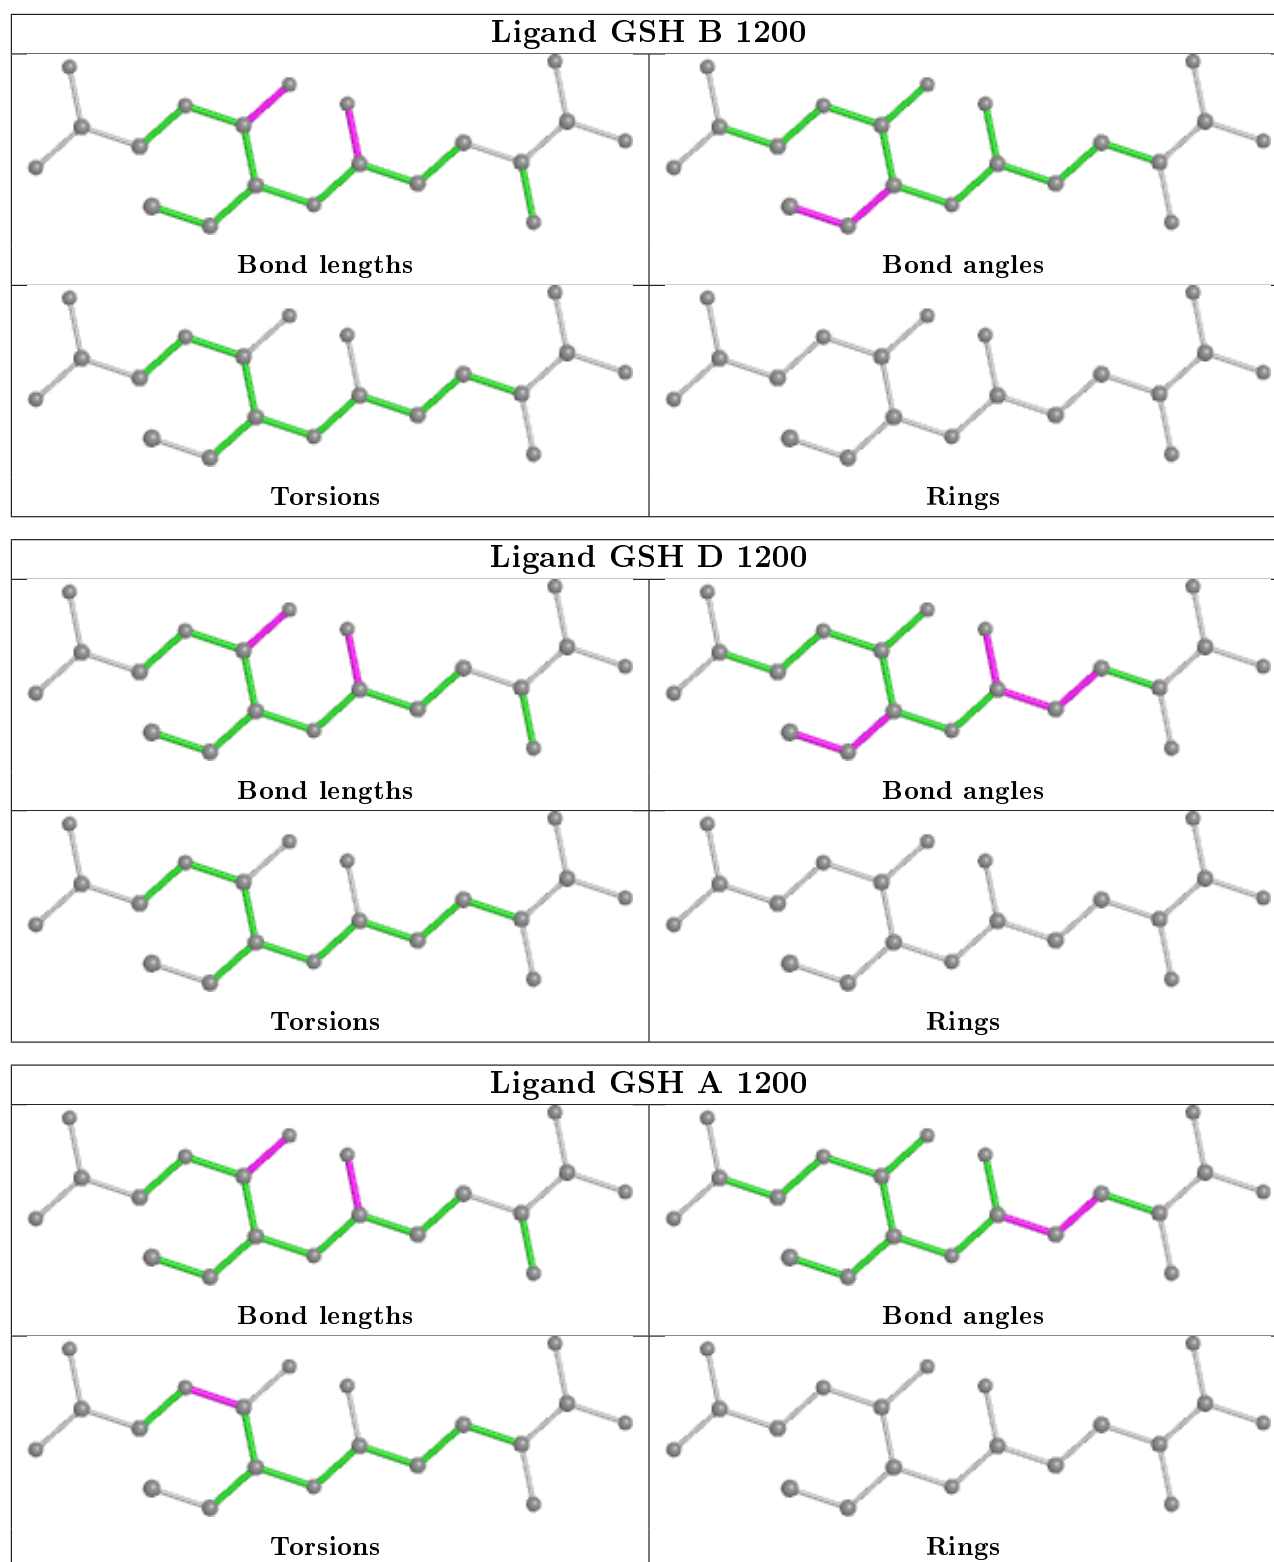 Ligand GSH B 1200
Bond lengths
Bond angles
Torsions
Rings
Ligand GSH D 1200
Bond lengths
Bond angles
Torsions
Rings
Ligand GSH A 1200
Bond lengths
Bond angles
Torsions
Rings